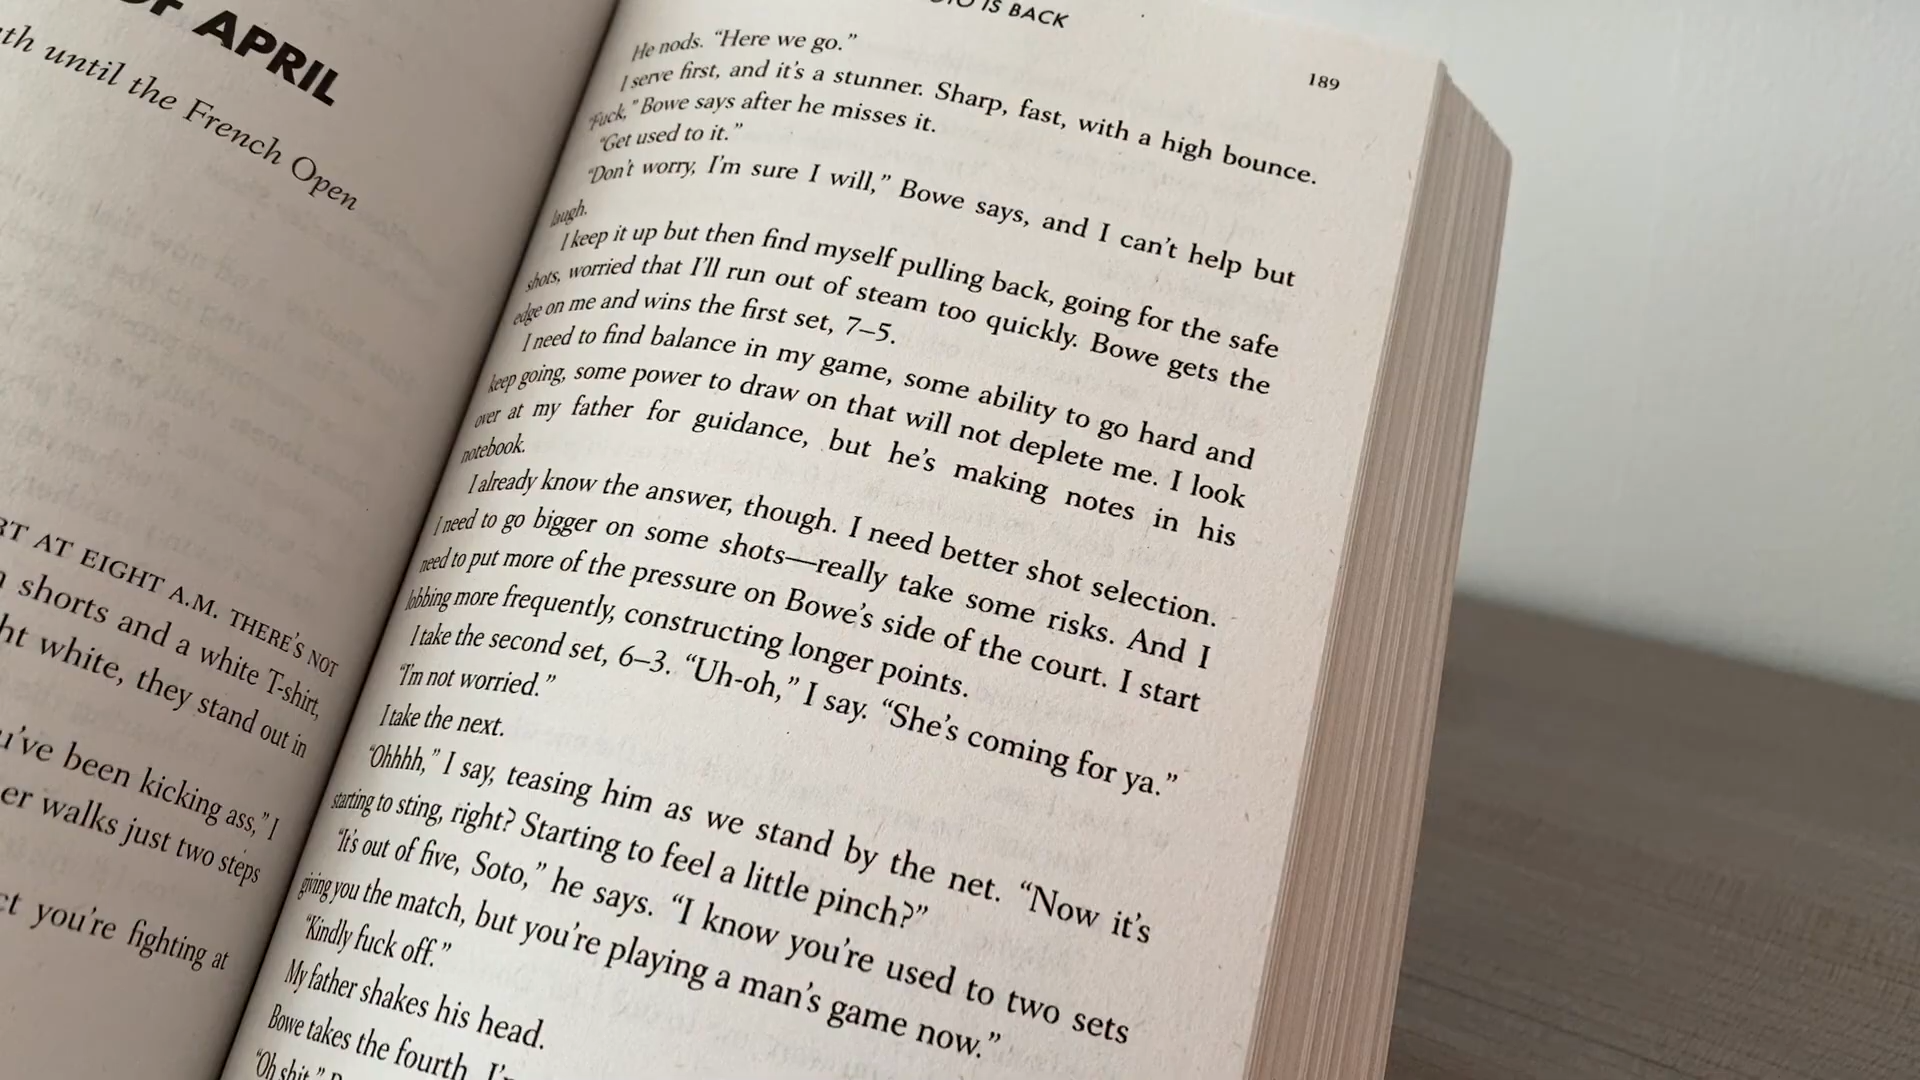 OF APRIL
until the French Open
AT EIGHT A.M. THERE'S NOT
shorts and a white T-shirt,
white, they stand out in
been kicking ass," I
walks just two steps
you're fighting at
IS BACK
189
He nods. "Here we go."
I serve first, and it's a stunner. Sharp, fast, with a high bounce.
"Fuck," Bowe says after he misses it.
"Get used to it."
"Don't worry, I'm sure I will," Bowe says, and I can't help but
laugh.
I keep it up but then find myself pulling back, going for the safe
shots, worried that I'll run out of steam too quickly. Bowe gets the
edge on me and wins the first set, 7–5.
I need to find balance in my game, some ability to go hard and
keep going, some power to draw on that will not deplete me. I look
over at my father for guidance, but he's making notes in his
notebook.
I already know the answer, though. I need better shot selection.
I need to go bigger on some shots—really take some risks. And I
need to put more of the pressure on Bowe's side of the court. I start
lobbing more frequently, constructing longer points.
I take the second set, 6–3. "Uh-oh," I say. "She's coming for ya."
"I'm not worried."
I take the next.
"Ohhhh," I say, teasing him as we stand by the net. "Now it's
starting to sting, right? Starting to feel a little pinch?"
"It's out of five, Soto," he says. "I know you're used to two sets
giving you the match, but you're playing a man's game now."
"Kindly fuck off."
My father shakes his head.
Bowe takes the fourth.
"Oh shit,"